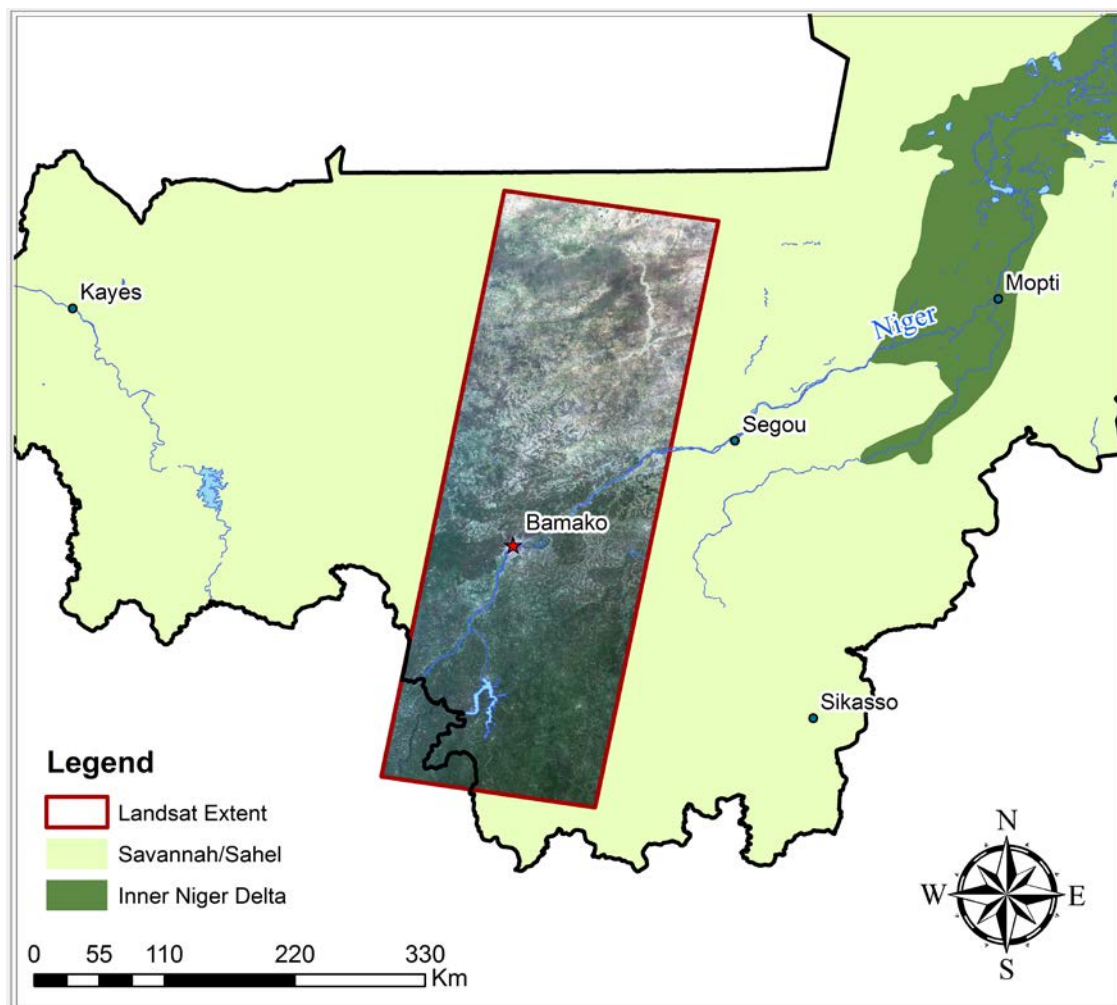 Kayes
Mopti
Niger
Segou
Bamako
Sikasso
Legend
Landsat Extent
Savannah/Sahel
Inner Niger Delta
0 55 110 220 330
Km
N
W E
S